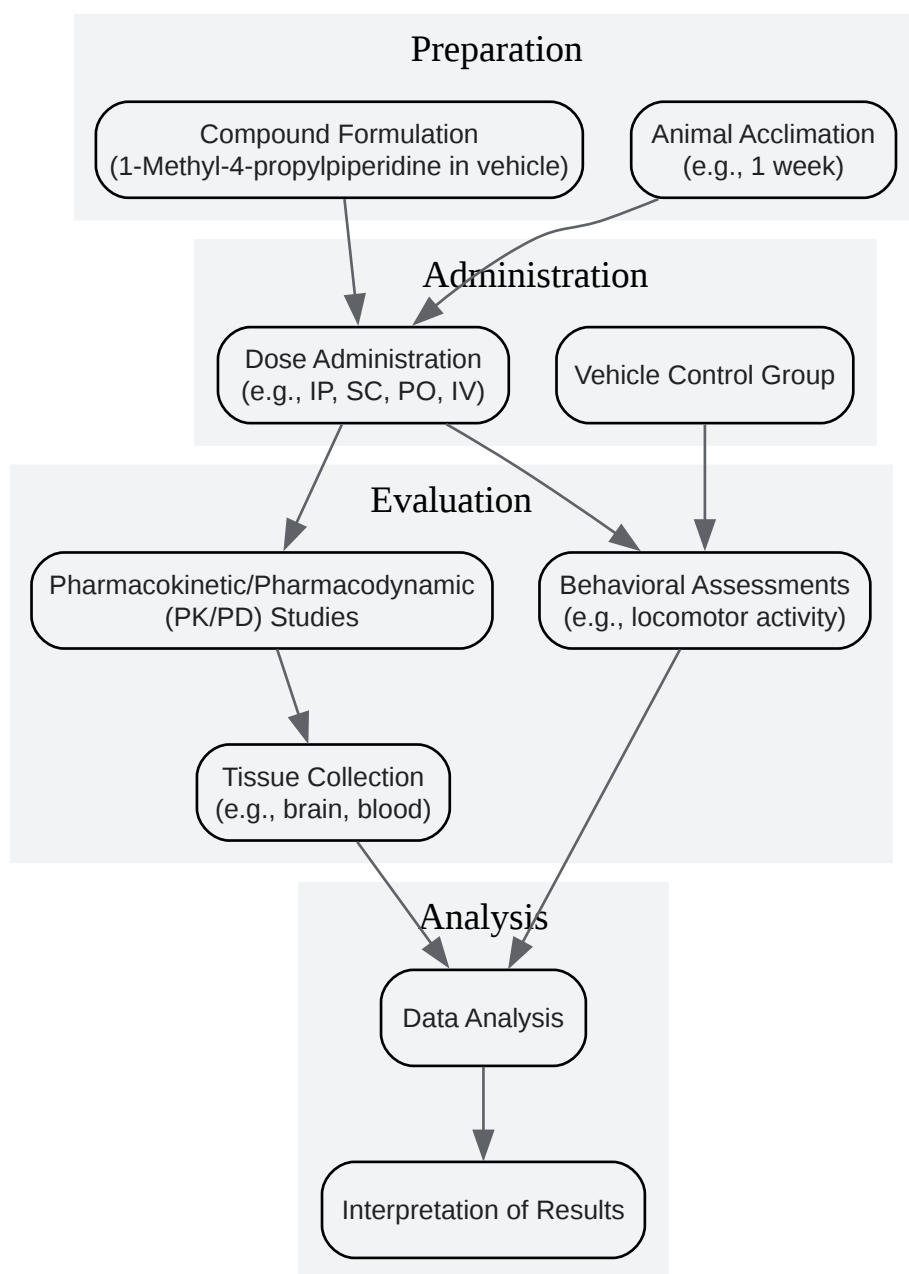 Preparation
Compound Formulation
(1-Methyl-4-propylpiperidine in vehicle)
Animal Acclimation
(e.g., 1 week)
Administration
Dose Administration
(e.g., IP, SC, PO, IV)
Vehicle Control Group
Evaluation
Pharmacokinetic/Pharmacodynamic
(PK/PD) Studies
Behavioral Assessments
(e.g., locomotor activity)
Tissue Collection
(e.g., brain, blood)
Analysis
Data Analysis
Interpretation of Results